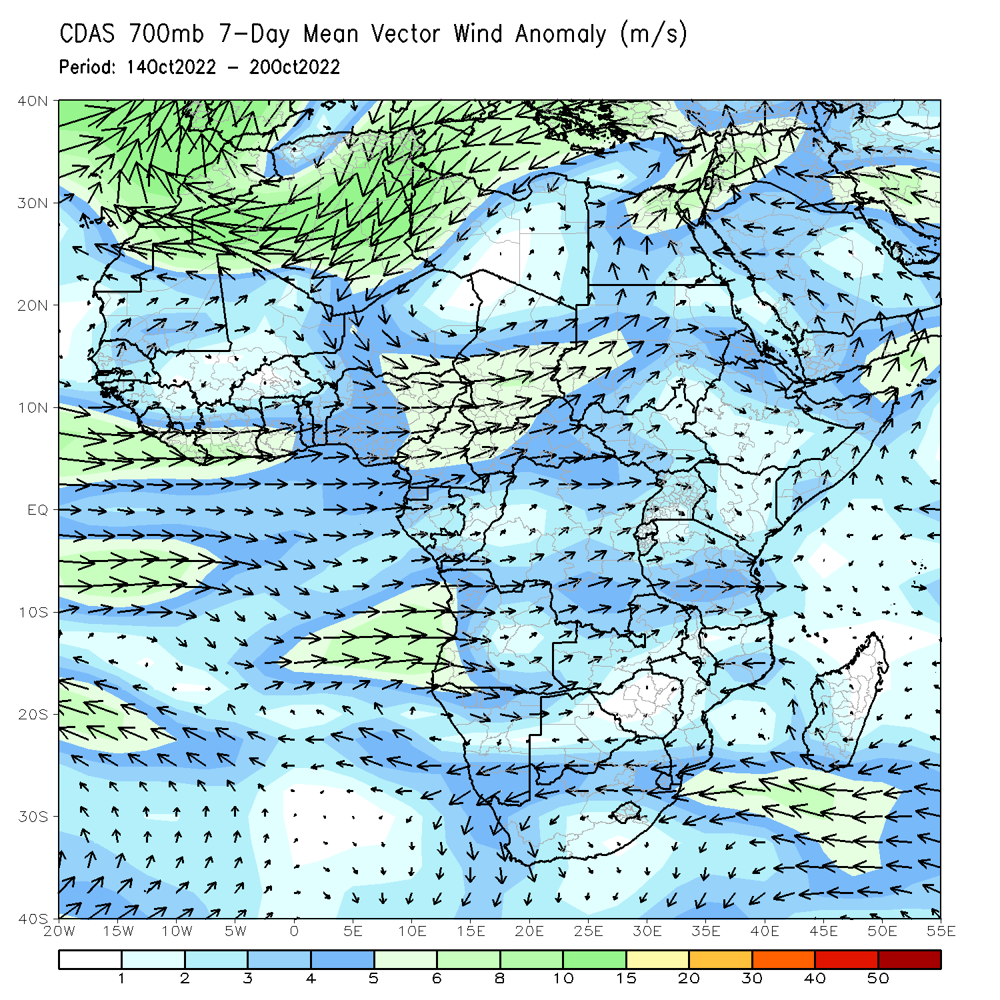 CDAS 700mb 7-Day Mean Vector Wind Anomaly (m/s)
Period: 14Oct2022 - 20Oct2022
40N
30N
20N
10N
EQ
10S
20S
30S
40S
20W 15W 10W 5W 0 5E 10E 15E 20E 25E 30E 35E 40E 45E 50E 55E
1 2 3 4 5 6 8 10 15 20 30 40 50